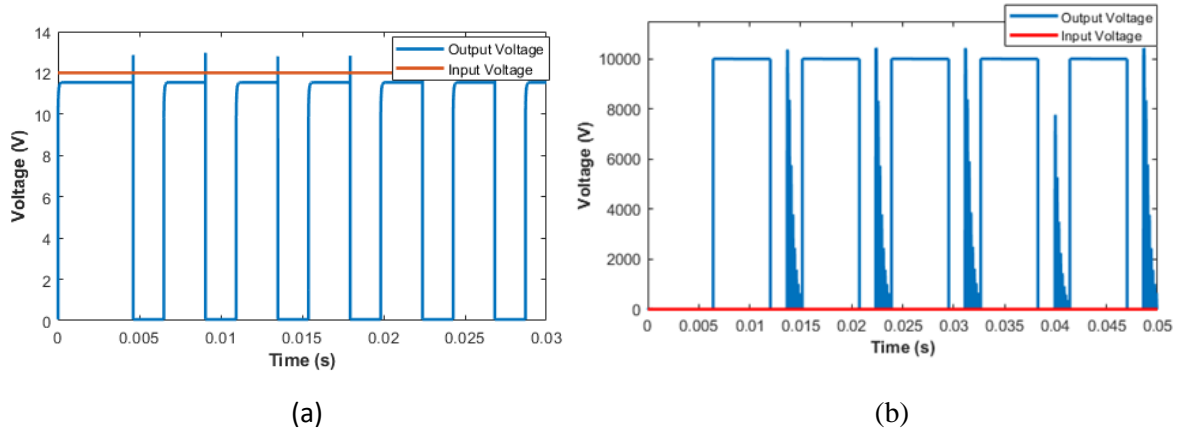 14
12
10
8
6
4
2
0
Voltage (V)
0 0.005 0.01 0.015 0.02 0.025 0.03
Time (s)
Output Voltage
Input Voltage
(a)
10000
8000
6000
4000
2000
0
Voltage (V)
0 0.005 0.01 0.015 0.02 0.025 0.03 0.035 0.04 0.045 0.05
Time (s)
Output Voltage
Input Voltage
(b)